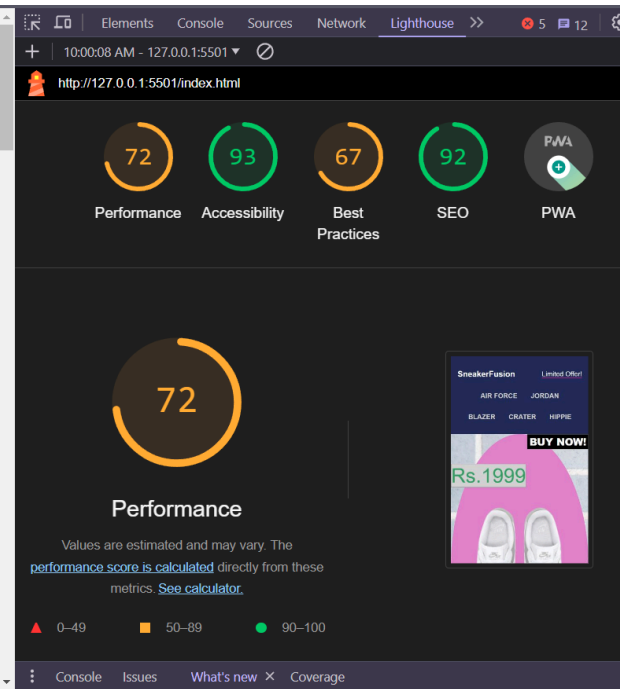 Elements Console Sources Network Lighthouse 5 12
10:00:08 AM - 127.0.0.1:5501
http://127.0.0.1:5501/index.html
72 93 67 92 PWA
Performance Accessibility Best Practices SEO PWA
72
Performance
Values are estimated and may vary. The
performance score is calculated directly from these
metrics. See calculator.
0–49 50–89 90–100
SneakerFusion Limited Offer!
AIR FORCE JORDAN
BLAZER CRATER HIPPIE
BUY NOW!
Rs.1999
Console Issues What's new Coverage